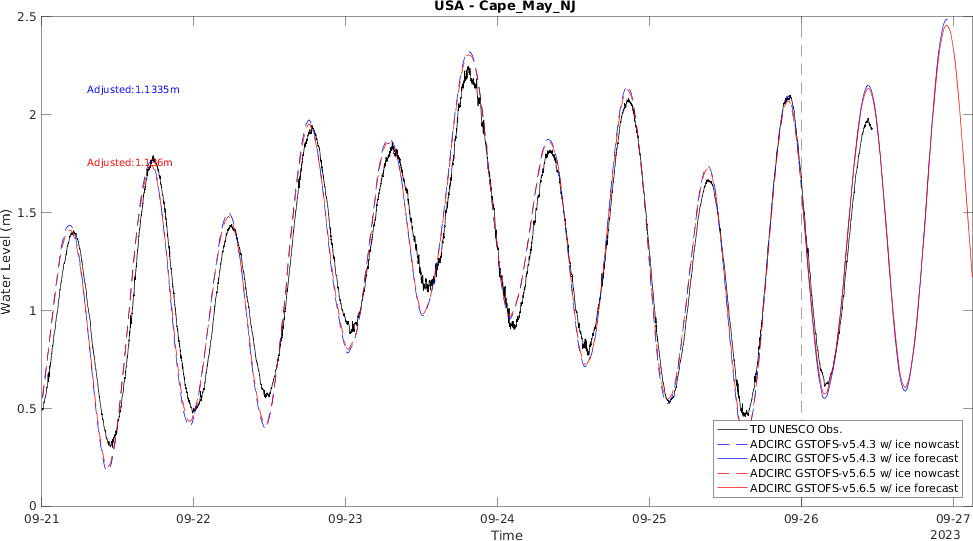 USA - Cape_May_NJ
2.5
2
1.5
1
0.5
0
Water Level (m)
Adjusted:1.1335m
09-21
09-22
09-23
09-24
09-25
09-26
09-27
2023
Time
TD UNESCO Obs.
ADCIRC GSTOFS-v5.4.3 w/ ice nowcast
ADCIRC GSTOFS-v5.4.3 w/ ice forecast
ADCIRC GSTOFS-v5.6.5 w/ ice nowcast
ADCIRC GSTOFS-v5.6.5 w/ ice forecast